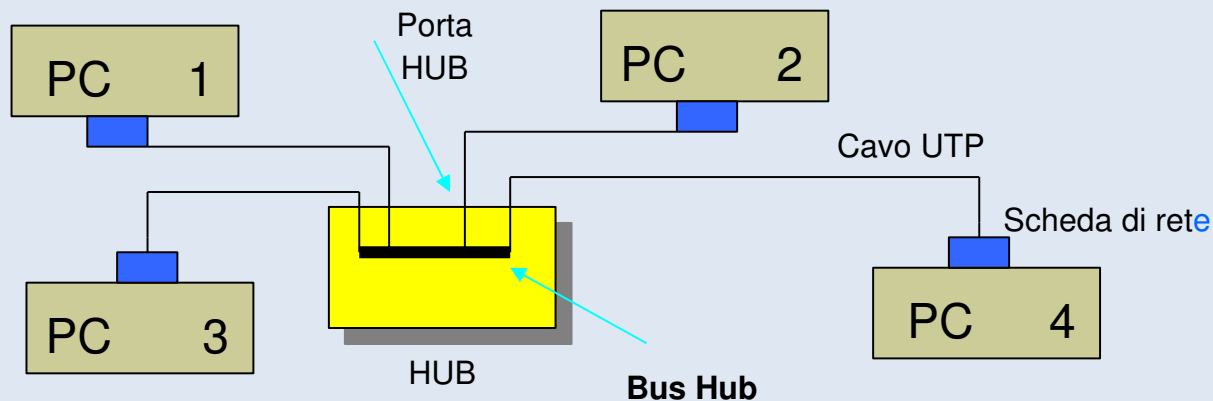 Porta
HUB
PC 1
PC 2
Cavo UTP
Scheda di rete
PC 3
PC 4
HUB
Bus Hub